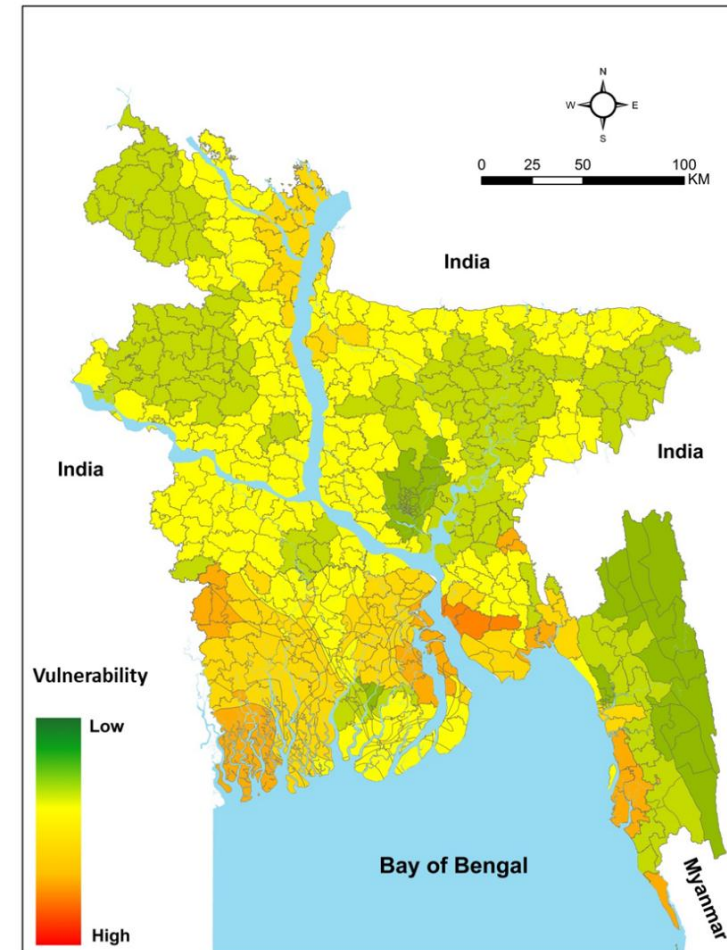 N
W E
S
0 25 50 100
KM
India
India
India
Vulnerability
Low
High
Bay of Bengal
Myanmar